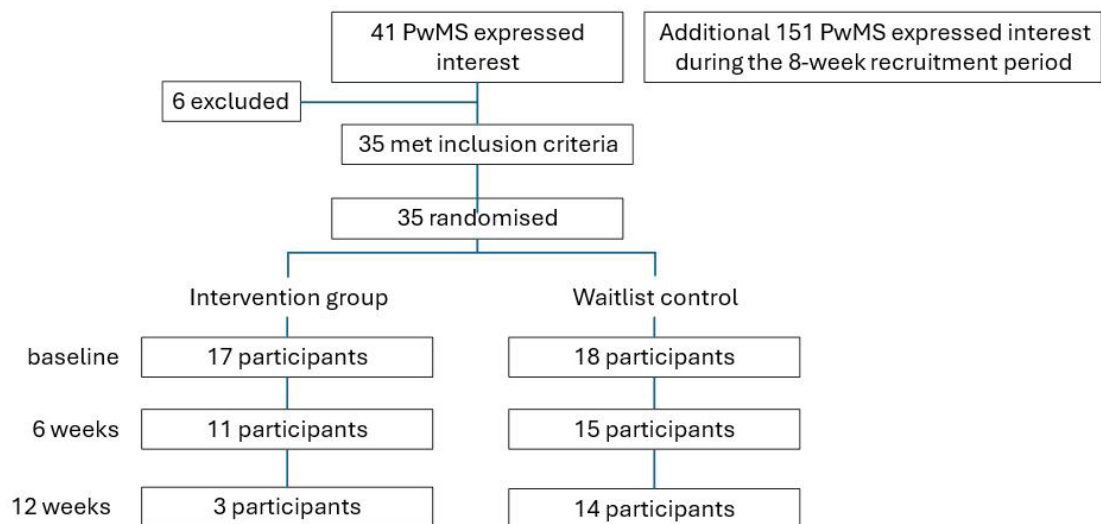 41 PwMS expressed
interest
Additional 151 PwMS expressed interest
during the 8-week recruitment period
6 excluded
35 met inclusion criteria
35 randomised
Intervention group
Waitlist control
baseline
17 participants
18 participants
6 weeks
11 participants
15 participants
12 weeks
3 participants
14 participants